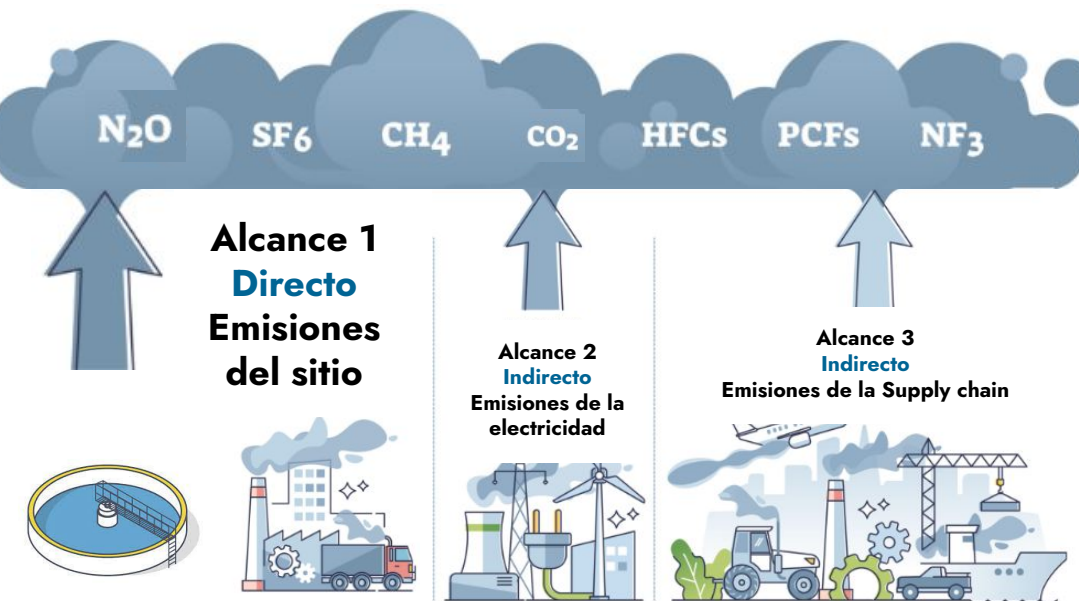 N₂O SF₆ CH₄ CO₂ HFCs PCFs NF₃
Alcance 1
Directo
Emisiones
del sitio
Alcance 2
Indirecto
Emisiones de la
electricidad
Alcance 3
Indirecto
Emisiones de la Supply chain